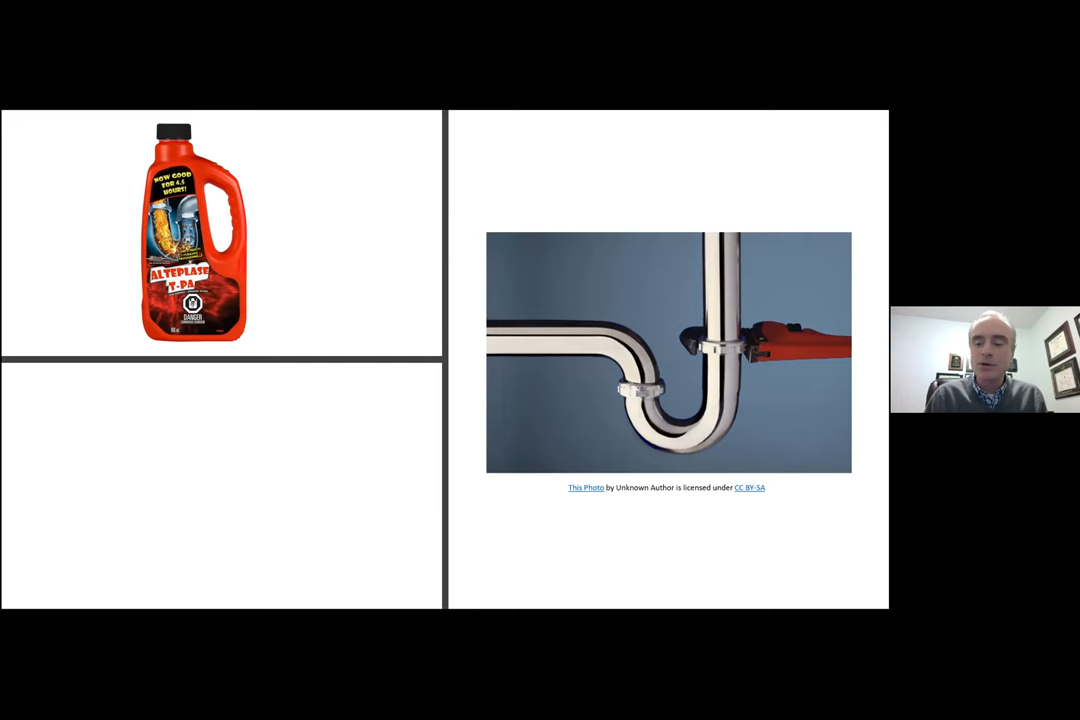 NOW GOOD
FOR 4.5
HOURS!
ALTEPLASE
T-PA
DANGER
This Photo by Unknown Author is licensed under CC BY-SA